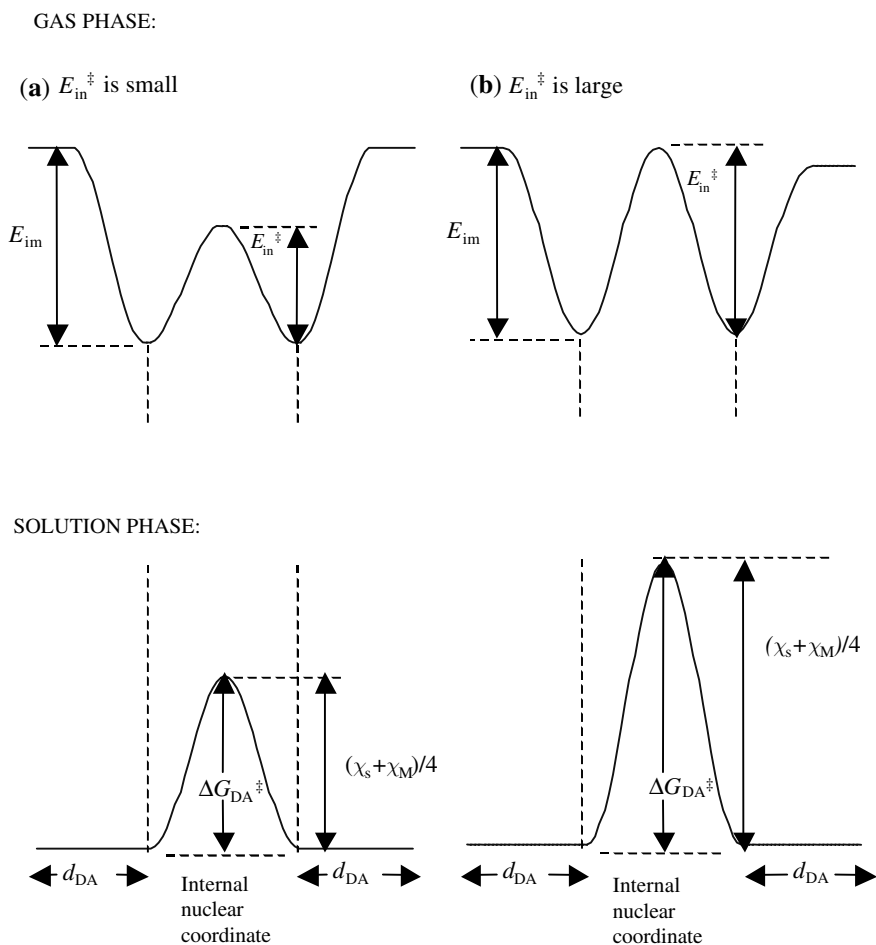 GAS PHASE:
(a) E_in‡ is small
(b) E_in‡ is large
E_im
E_in‡
E_im
E_in‡
SOLUTION PHASE:
(χ_s+χ_M)/4
ΔG_DA‡
(χ_s+χ_M)/4
ΔG_DA‡
d_DA
Internal
nuclear
coordinate
d_DA
d_DA
Internal
nuclear
coordinate
d_DA